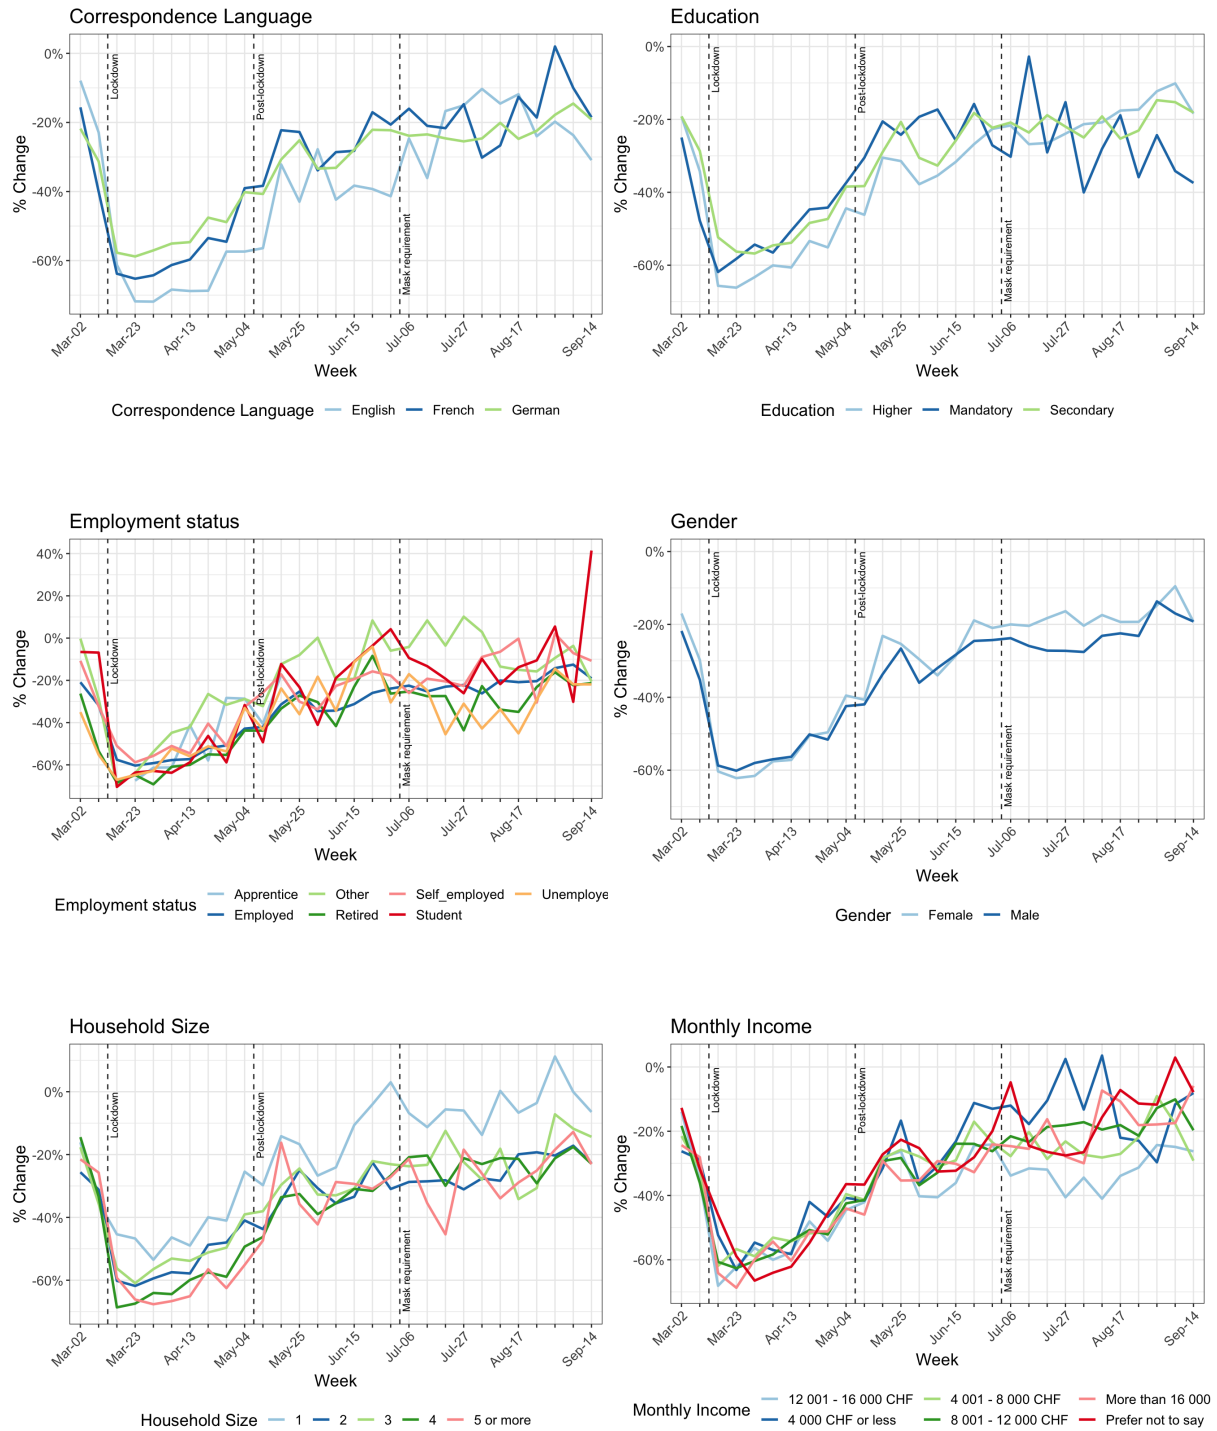 Correspondence Language
% Change
0%
-20%
-40%
-60%
Lockdown
Post-lockdown
Mask requirement
Mar-02
Mar-23
Apr-13
May-04
May-25
Jun-15
Jul-06
Jul-27
Aug-17
Sep-14
Week
Correspondence Language English French German
Education
% Change
0%
-20%
-40%
-60%
Lockdown
Post-lockdown
Mask requirement
Mar-02
Mar-23
Apr-13
May-04
May-25
Jun-15
Jul-06
Jul-27
Aug-17
Sep-14
Week
Education Higher Mandatory Secondary
Employment status
% Change
40%
20%
0%
-20%
-40%
-60%
Lockdown
Post-lockdown
Mask requirement
Mar-02
Mar-23
Apr-13
May-04
May-25
Jun-15
Jul-06
Jul-27
Aug-17
Sep-14
Week
Employment status
Apprentice Other Self_employed Unemploye
Employed Retired Student
Gender
% Change
0%
-20%
-40%
-60%
Lockdown
Post-lockdown
Mask requirement
Mar-02
Mar-23
Apr-13
May-04
May-25
Jun-15
Jul-06
Jul-27
Aug-17
Sep-14
Week
Gender Female Male
Household Size
% Change
0%
-20%
-40%
-60%
Lockdown
Post-lockdown
Mask requirement
Mar-02
Mar-23
Apr-13
May-04
May-25
Jun-15
Jul-06
Jul-27
Aug-17
Sep-14
Week
Household Size 1 2 3 4 5 or more
Monthly Income
% Change
0%
-20%
-40%
-60%
Lockdown
Post-lockdown
Mask requirement
Mar-02
Mar-23
Apr-13
May-04
May-25
Jun-15
Jul-06
Jul-27
Aug-17
Sep-14
Week
Monthly Income
12 001 - 16 000 CHF 4 001 - 8 000 CHF More than 16 000
4 000 CHF or less 8 001 - 12 000 CHF Prefer not to say